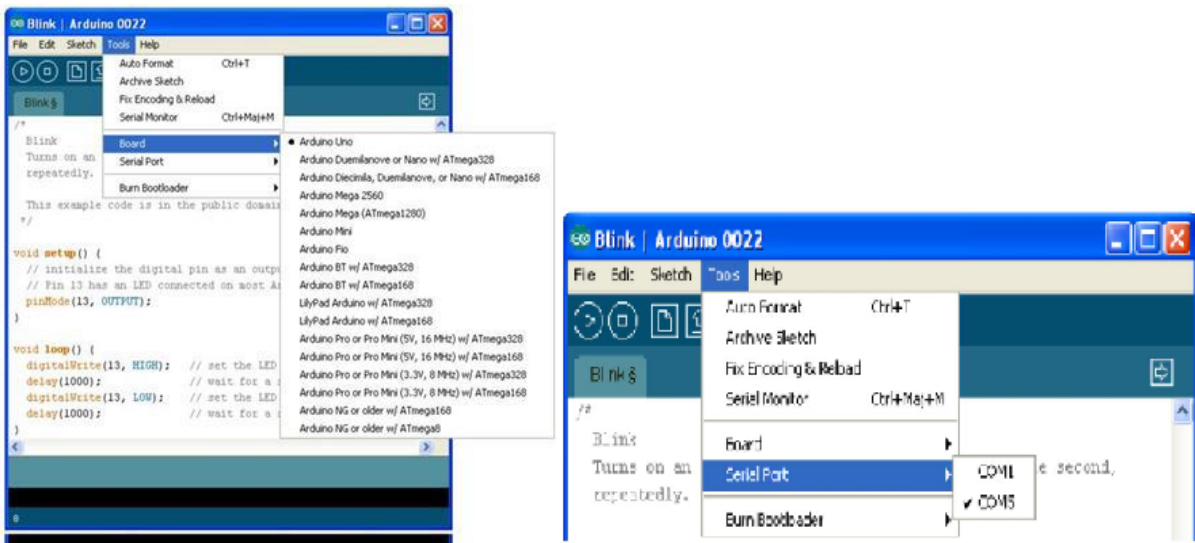 Blink | Arduino 0022
File Edit Sketch Tools Help
Auto Format Ctrl+T
Archive Sketch
Fix Encoding & Reload
Serial Monitor Ctrl+Maj+M
Board
Serial Port
Burn Bootloader
Arduino Uno
Arduino Duemilanove or Nano w/ ATmega328
Arduino Diecimila, Duemilanove, or Nano w/ ATmega168
Arduino Mega 2560
Arduino Mega (ATmega1280)
Arduino Mini
Arduino Fio
Arduino BT w/ ATmega328
Arduino BT w/ ATmega168
LilyPad Arduino w/ ATmega328
LilyPad Arduino w/ ATmega168
Arduino Pro or Pro Mini (5V, 16 MHz) w/ ATmega328
Arduino Pro or Pro Mini (5V, 16 MHz) w/ ATmega168
Arduino Pro or Pro Mini (3.3V, 8 MHz) w/ ATmega328
Arduino Pro or Pro Mini (3.3V, 8 MHz) w/ ATmega168
Arduino NG or older w/ ATmega168
Arduino NG or older w/ ATmega8
Blink §
/*
Blink
Turns on an
repeatedly.
This example code is in the public domain
*/
void setup() {
// initialize the digital pin as an outpu
// Pin 13 has an LED connected on most A
pinMode(13, OUTPUT);
}
void loop() {
digitalWrite(13, HIGH); // set the LED
delay(1000); // wait for a
digitalWrite(13, LOW); // set the LED
delay(1000); // wait for a
}
8
Blink | Arduino 0022
File Edit Sketch Tools Help
Auto Format Ctrl+T
Archive Sketch
Fix Encoding & Reload
Serial Monitor Ctrl+Maj+M
Board
Serial Port
Burn Bootloader
COM1
Blink §
/*
Blink
Turns on an e second,
repeatedly.